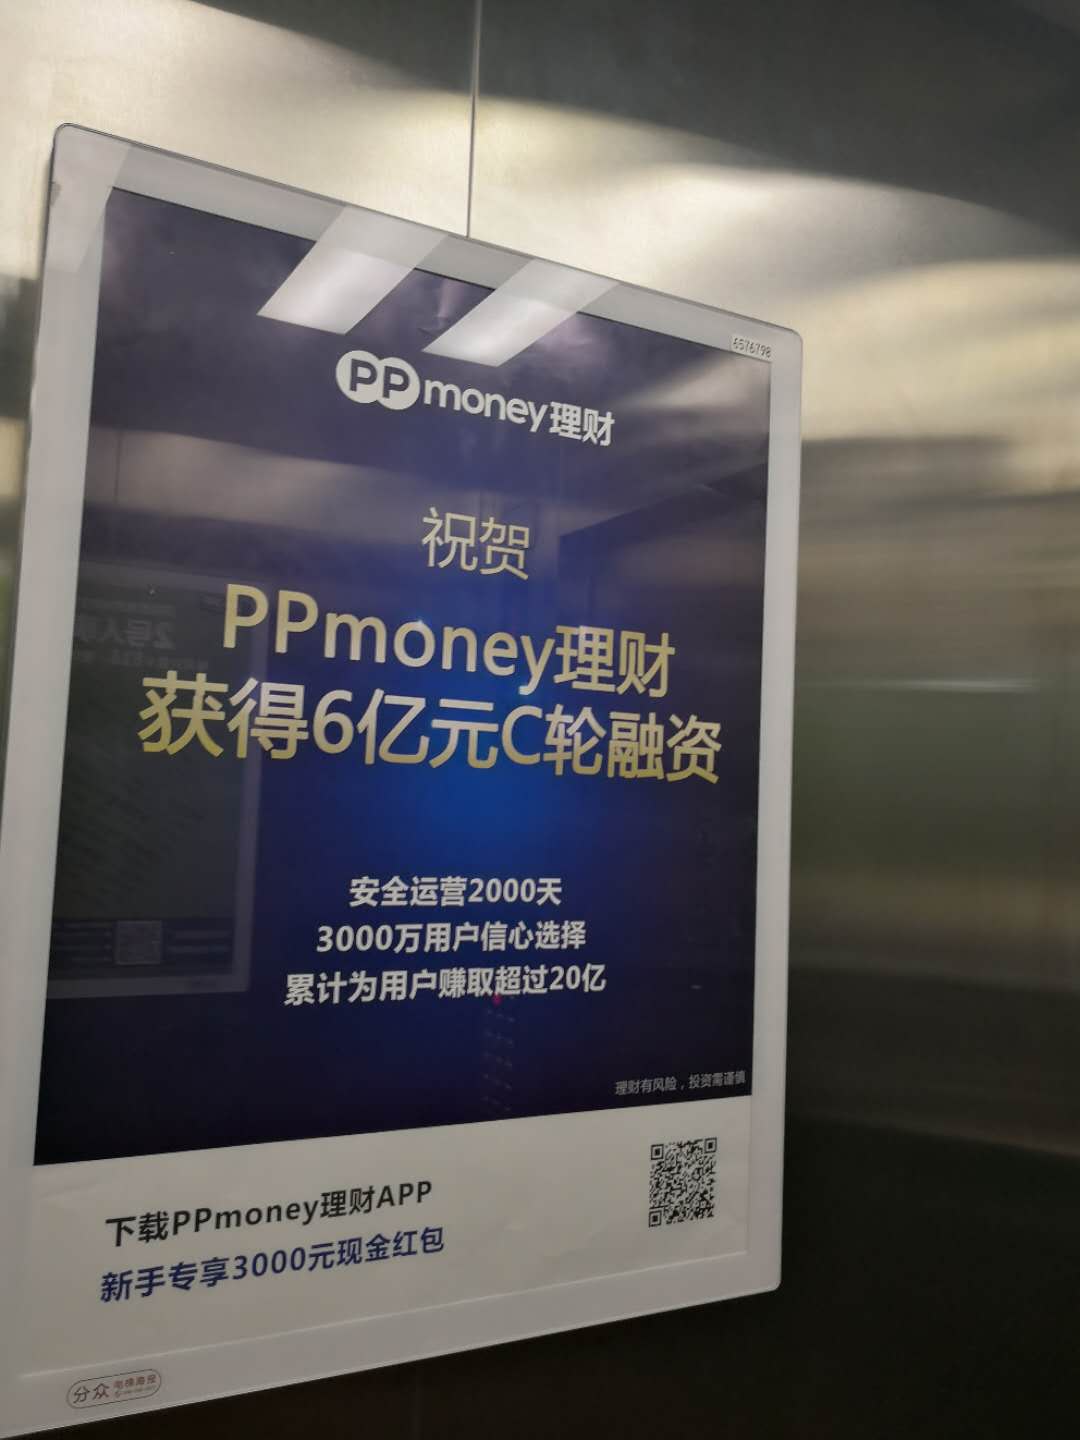 6576798
PPmoney理财
祝贺
PPmoney理财
获得6亿元C轮融资
安全运营2000天
3000万用户信心选择
累计为用户赚取超过20亿
理财有风险，投资需谨慎
下载PPmoney理财APP
新手专享3000元现金红包
分众 电梯海报